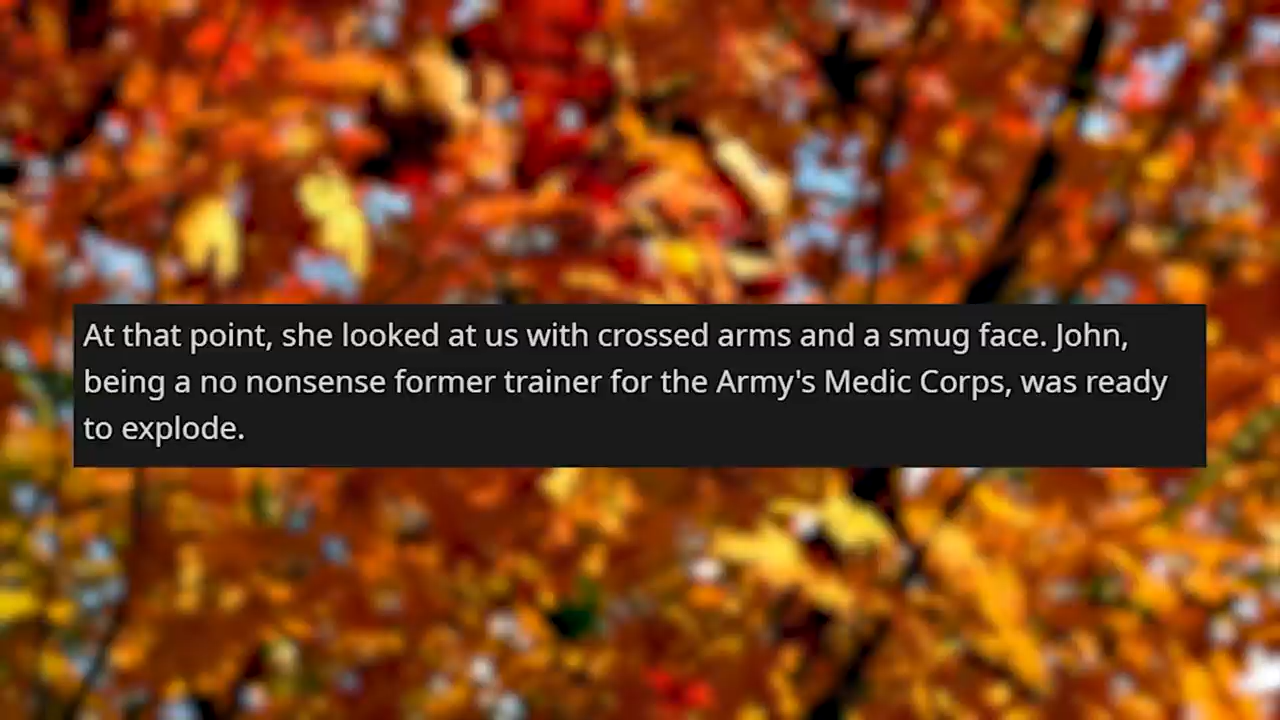 At that point, she looked at us with crossed arms and a smug face. John,
being a no nonsense former trainer for the Army's Medic Corps, was ready
to explode.